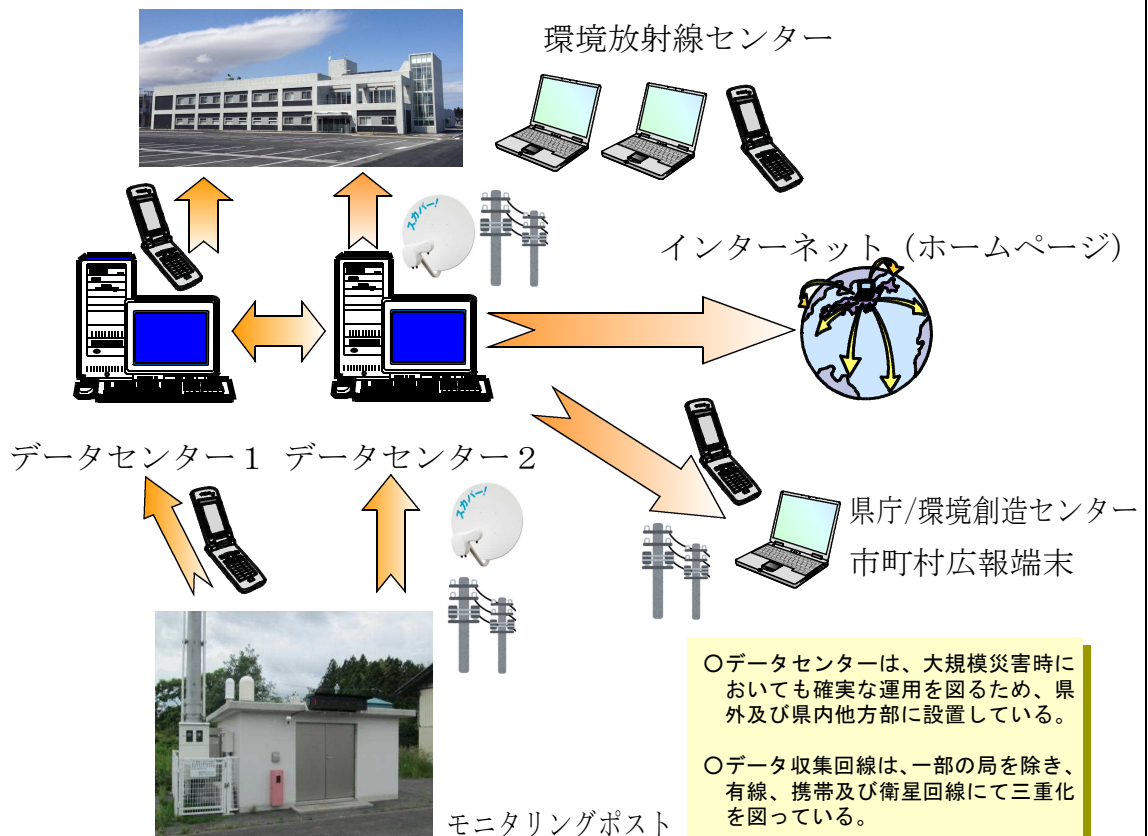 環境放射線センター
スカパー!
インターネット（ホームページ）
データセンター１
データセンター２
スカパー!
県庁/環境創造センター
市町村広報端末
〇データセンターは、大規模災害時に
おいても確実な運用を図るため、県
外及び県内他方部に設置している。
〇データ収集回線は、一部の局を除き、
有線、携帯及び衛星回線にて三重化
を図っている。
モニタリングポスト